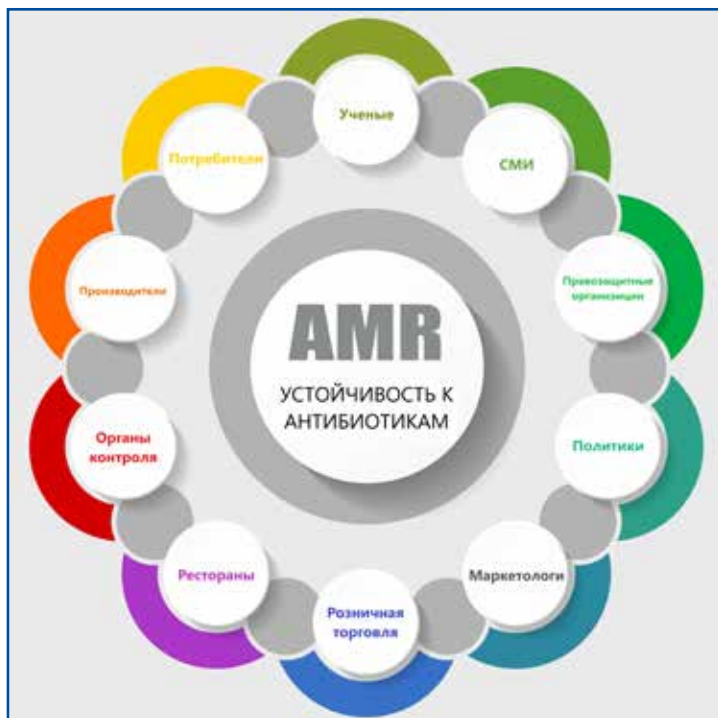 Ученые
СМИ
Правозащитные
организации
Политики
Маркетологи
Розничная
торговля
Рестораны
Органы
контроля
Производители
Потребители
AMR
УСТОЙЧИВОСТЬ К
АНТИБИОТИКАМ